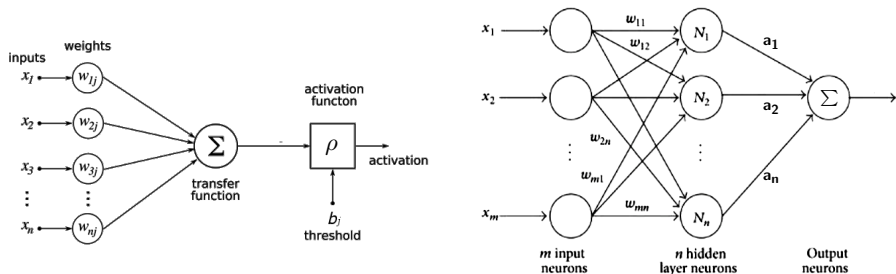 inputs
weights
x1
w1j
x2
w2j
x3
w3j
xn
wnj
Σ
transfer
function
activation
functon
ρ
activation
bj
threshold
x1
w11
N1
a1
w12
x2
N2
a2
Σ
w2n
wm1
an
xm
wmn
Nn
m input
neurons
n hidden
layer neurons
Output
neurons